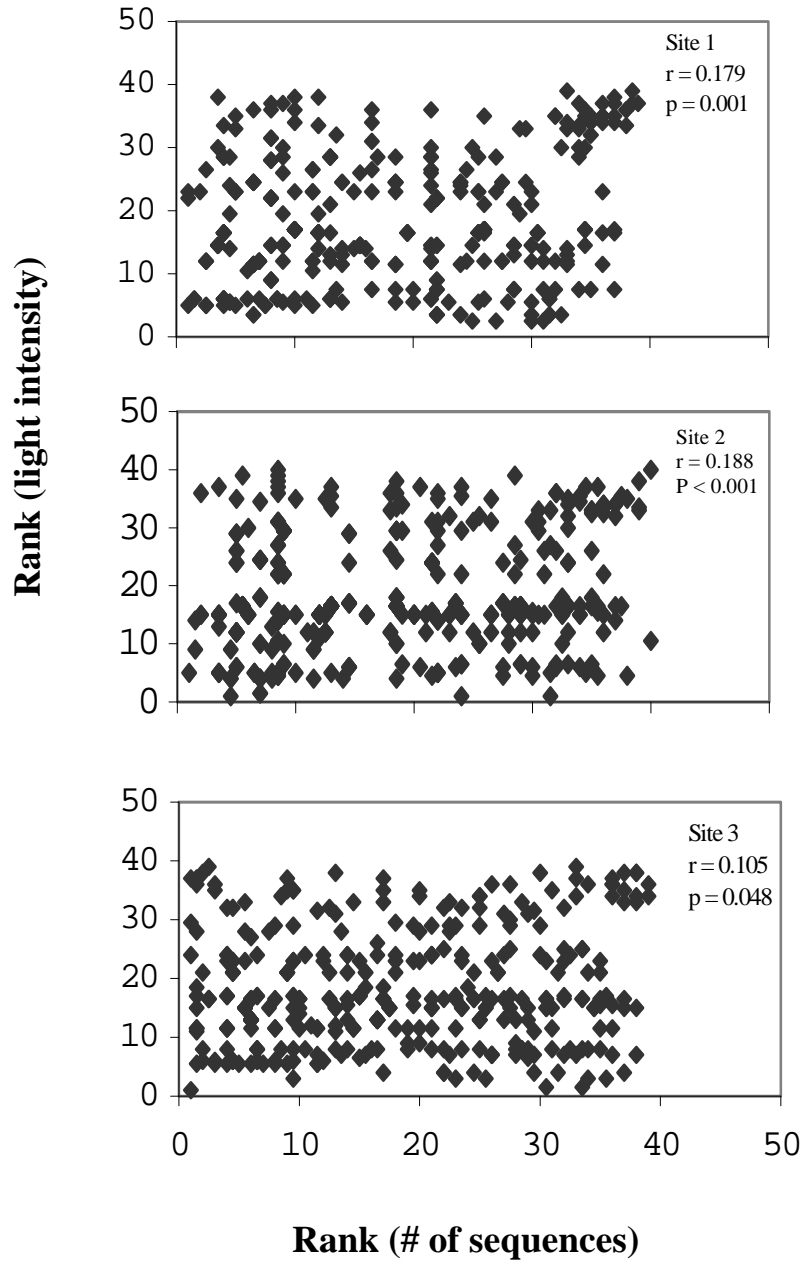 50
40
30
20
10
0
Site 1
r = 0.179
p = 0.001
50
40
30
20
10
0
Site 2
r = 0.188
P < 0.001
Rank (light intensity)
50
40
30
20
10
0
Site 3
r = 0.105
p = 0.048
0 10 20 30 40 50
Rank (# of sequences)